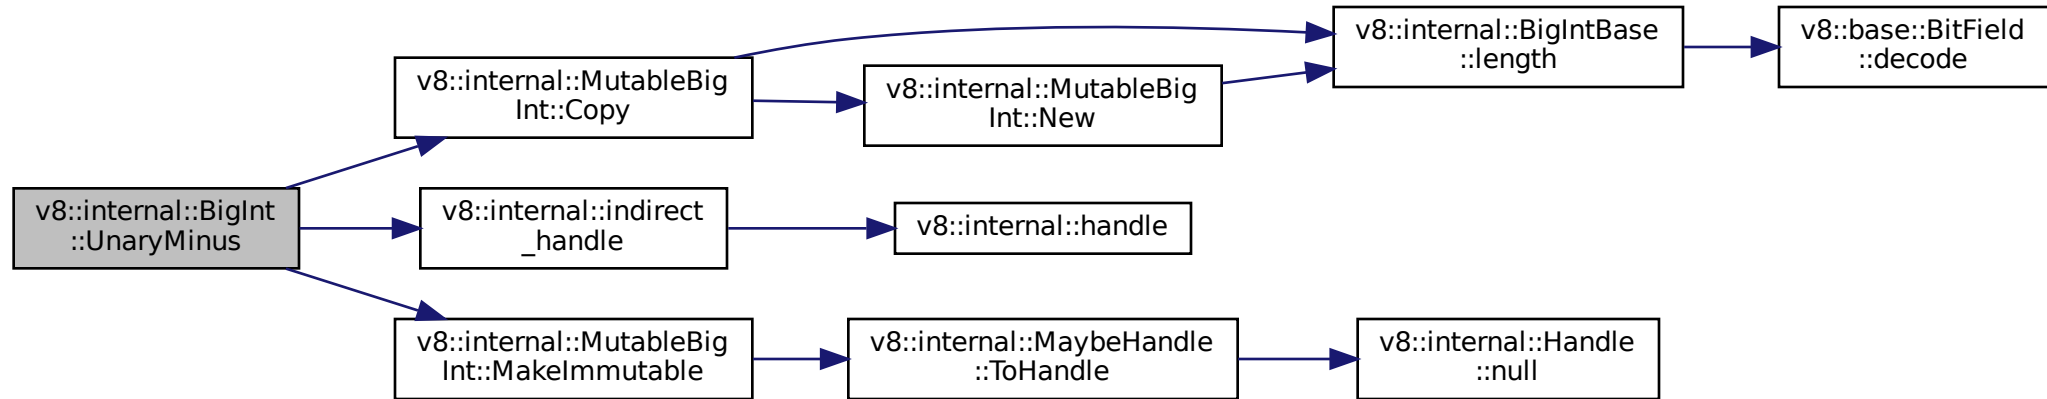 v8::internal::BigInt
::UnaryMinus
v8::internal::MutableBig
Int::Copy
v8::internal::MutableBig
Int::New
v8::internal::BigIntBase
::length
v8::base::BitField
::decode
v8::internal::indirect
_handle
v8::internal::handle
v8::internal::MutableBig
Int::MakeImmutable
v8::internal::MaybeHandle
::ToHandle
v8::internal::Handle
::null